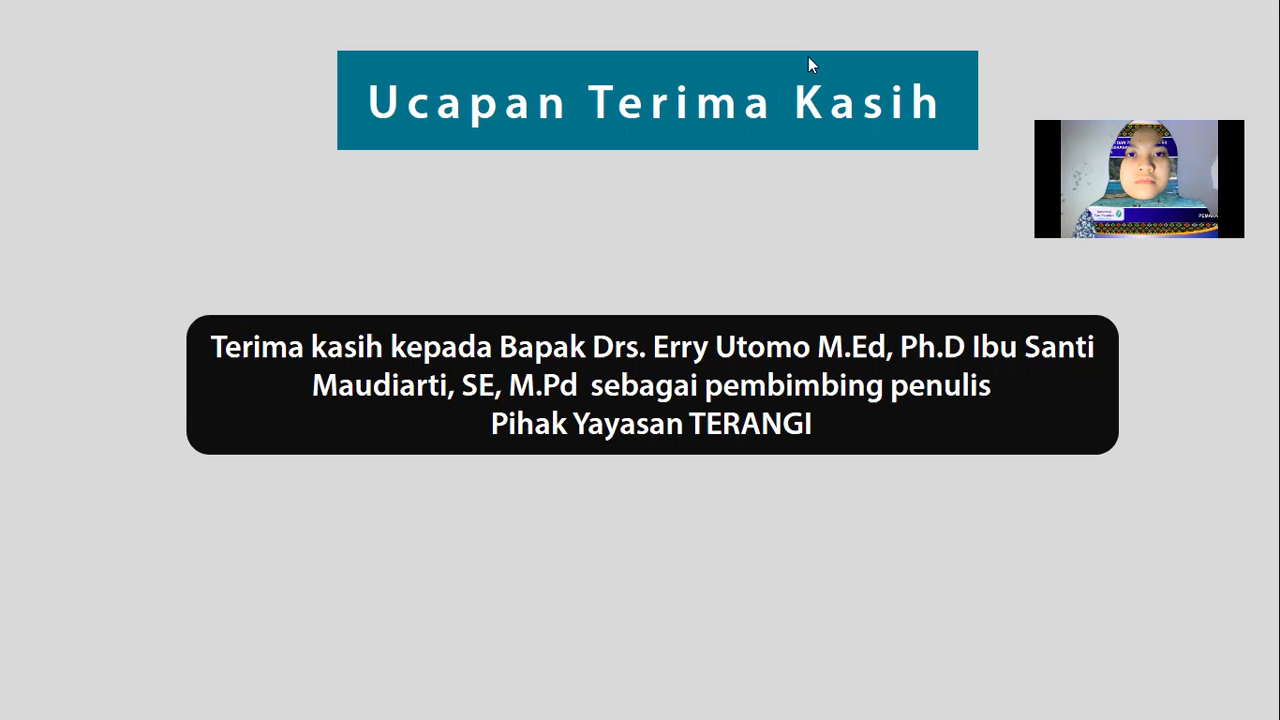 Ucapan Terima Kasih
Terima kasih kepada Bapak Drs. Erry Utomo M.Ed, Ph.D Ibu Santi
Maudiarti, SE, M.Pd  sebagai pembimbing penulis
Pihak Yayasan TERANGI